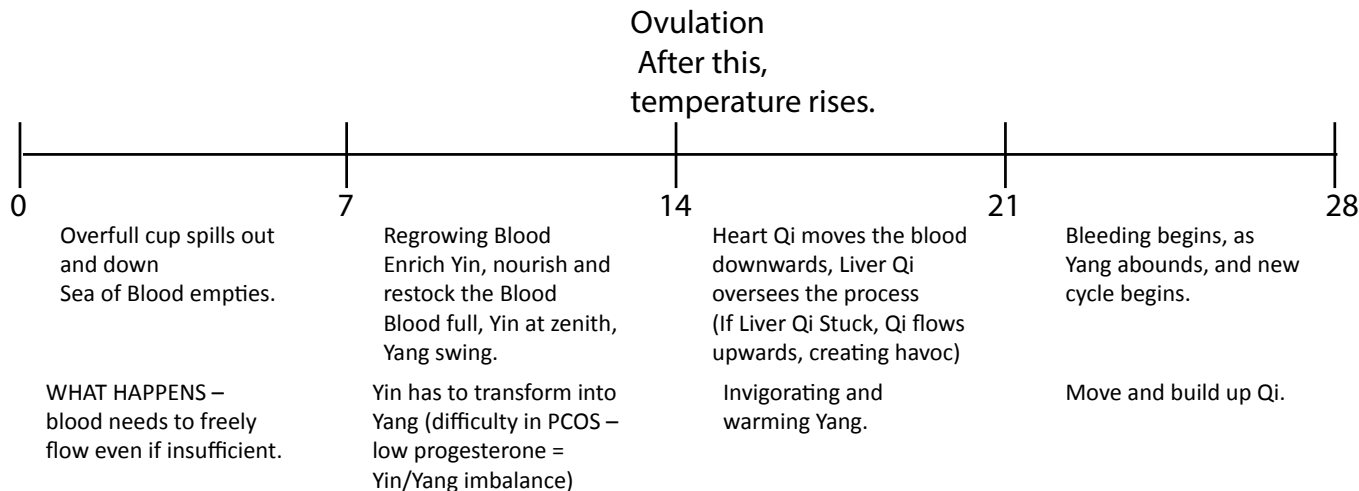 Ovulation
After this,
temperature rises.
0
7
14
21
28
Overfull cup spills out
and down
Sea of Blood empties.
Regrowing Blood
Enrich Yin, nourish and
restock the Blood
Blood full, Yin at zenith,
Yang swing.
Heart Qi moves the blood
downwards, Liver Qi
oversees the process
(If Liver Qi Stuck, Qi flows
upwards, creating havoc)
Bleeding begins, as
Yang abounds, and new
cycle begins.
WHAT HAPPENS –
blood needs to freely
flow even if insufficient.
Yin has to transform into
Yang (difficulty in PCOS –
low progesterone =
Yin/Yang imbalance)
Invigorating and
warming Yang.
Move and build up Qi.